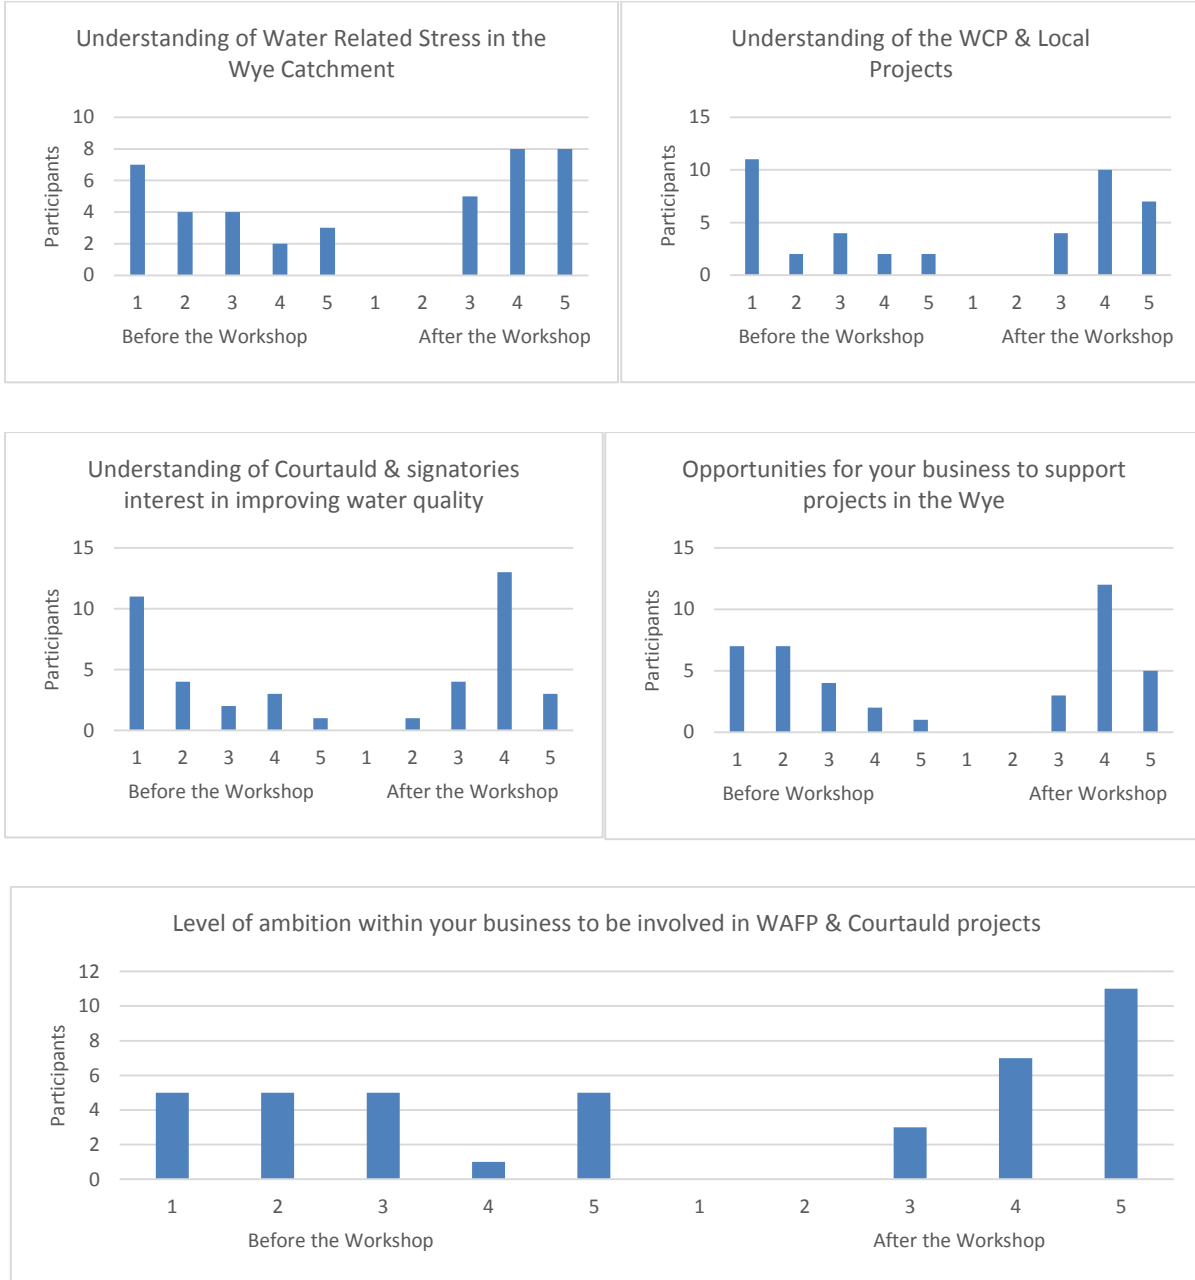 Understanding of Water Related Stress in the
Wye Catchment
10
8
6
4
2
0
Participants
1 2 3 4 5 1 2 3 4 5
Before the Workshop After the Workshop
Understanding of the WCP & Local
Projects
15
10
5
0
Participants
1 2 3 4 5 1 2 3 4 5
Before the Workshop After the Workshop
Understanding of Courtauld & signatories
interest in improving water quality
15
10
5
0
Participants
1 2 3 4 5 1 2 3 4 5
Before the Workshop After the Workshop
Opportunities for your business to support
projects in the Wye
15
10
5
0
Participants
1 2 3 4 5 1 2 3 4 5
Before Workshop After Workshop
Level of ambition within your business to be involved in WAFP & Courtauld projects
12
10
8
6
4
2
0
Participants
1 2 3 4 5 1 2 3 4 5
Before the Workshop After the Workshop